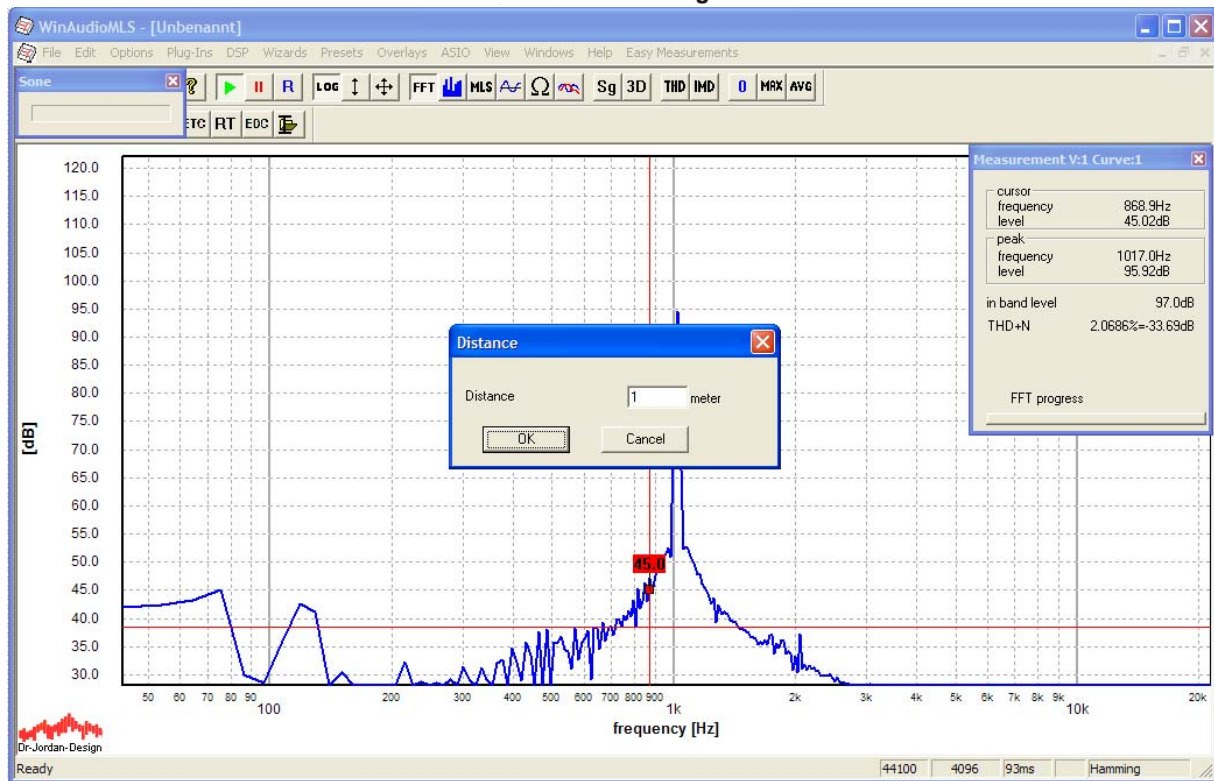 WinAudioMLS - [Unbenannt]
File Edit Options Plug-Ins DSP Wizards Presets Overlays ASIO View Windows Help Easy Measurements
Sone
? R LOG FFT MLS Ω Sg 3D THD IMD 0 MAX AVG
ETC RT EDC
Measurement V:1 Curve:1
cursor
frequency 868.9Hz
level 45.02dB
peak
frequency 1017.0Hz
level 95.92dB
in band level 97.0dB
THD+N 2.0686%=-33.69dB
FFT progress
Distance
Distance 1 meter
OK Cancel
[dB]
120.0
115.0
110.0
105.0
100.0
95.0
90.0
85.0
80.0
75.0
70.0
65.0
60.0
55.0
50.0
45.0
40.0
35.0
30.0
45.0
50 60 70 80 90 100 200 300 400 500 600 700 800 900 1k 2k 3k 4k 5k 6k 7k 8k 9k 10k 20k
frequency [Hz]
Dr-Jordan-Design
Ready 44100 4096 93ms Hamming